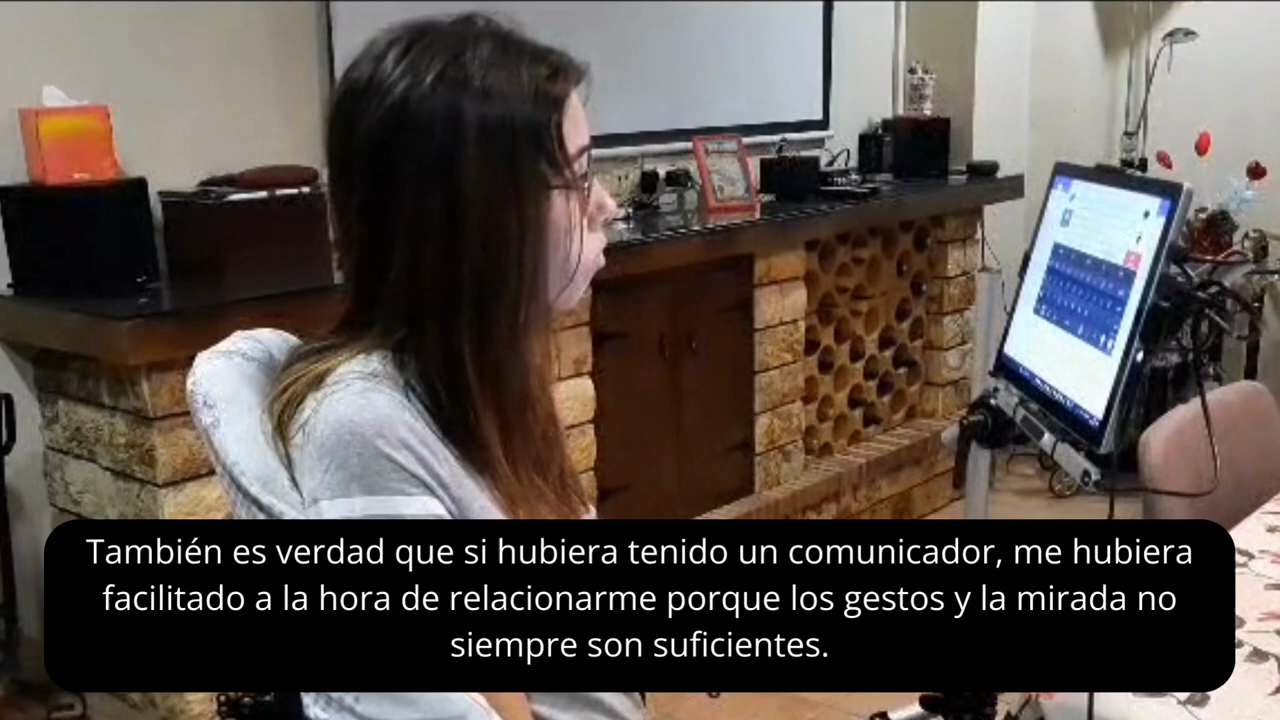 También es verdad que si hubiera tenido un comunicador, me hubiera
facilitado a la hora de relacionarme porque los gestos y la mirada no
siempre son suficientes.